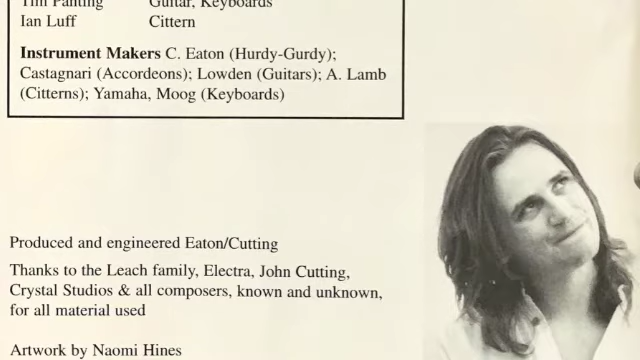 Tim Panting Guitar, Keyboards
Ian Luff Cittern
Instrument Makers C. Eaton (Hurdy-Gurdy);
Castagnari (Accordeons); Lowden (Guitars); A. Lamb
(Citterns); Yamaha, Moog (Keyboards)
Produced and engineered Eaton/Cutting
Thanks to the Leach family, Electra, John Cutting,
Crystal Studios & all composers, known and unknown,
for all material used
Artwork by Naomi Hines